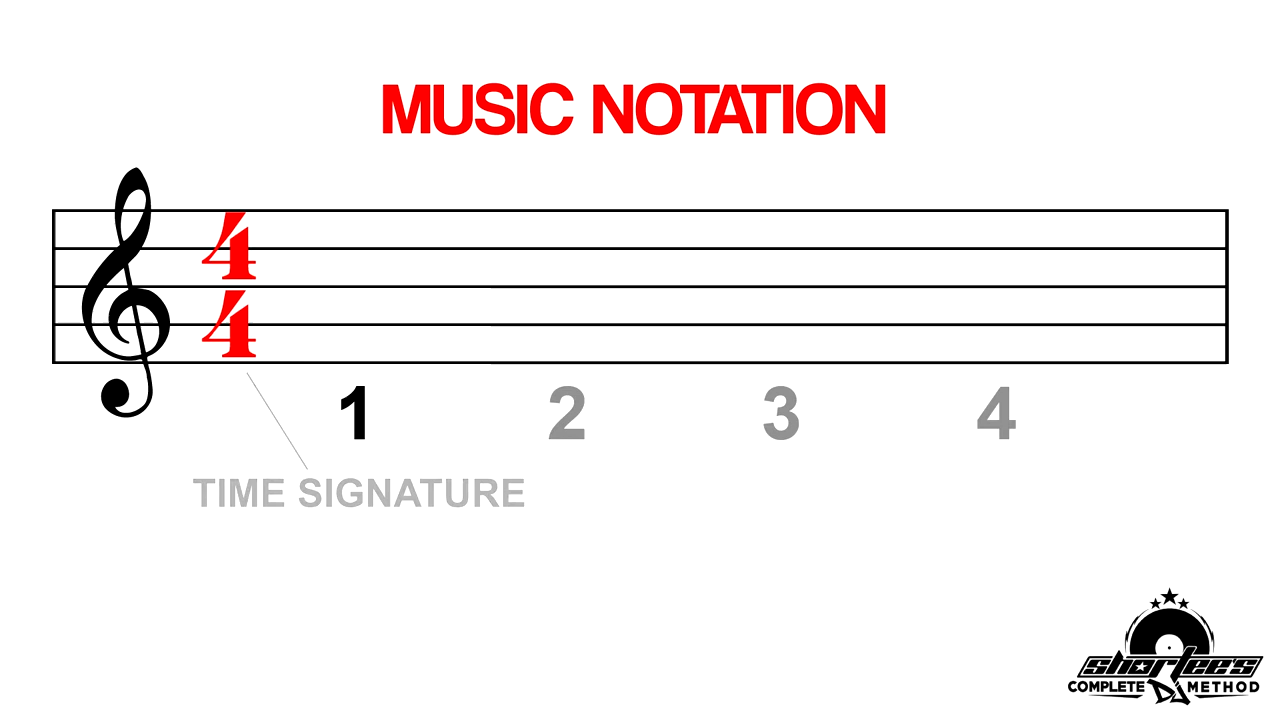 MUSIC NOTATION
4
4
1 2 3 4
TIME SIGNATURE
shortee's
COMPLETE DJ METHOD